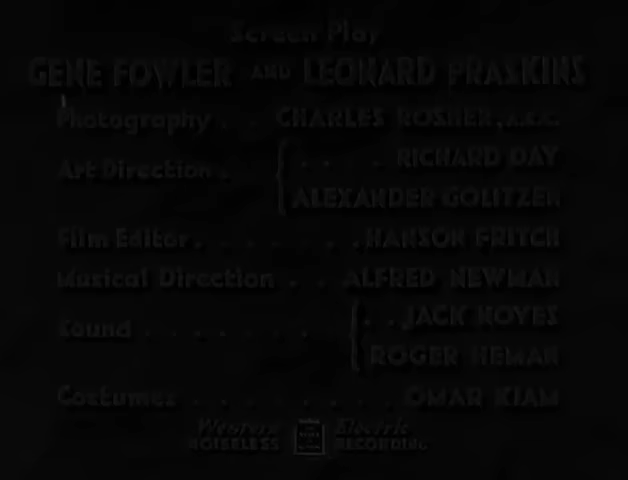 Screen Play
GENE FOWLER AND LEONARD PRASKINS
Photography . . CHARLES ROSHER, A.S.C.
Art Direction . . . . . RICHARD DAY
ALEXANDER GOLITZEN
Film Editor . . . . . . . HANSON FRITCH
Musical Direction . . ALFRED NEWMAN
Sound . . . . . . . . . JACK NOYES
ROGER HEMAN
Costumes . . . . . . . . OMAR KIAM
Western Electric
NOISELESS RECORDING